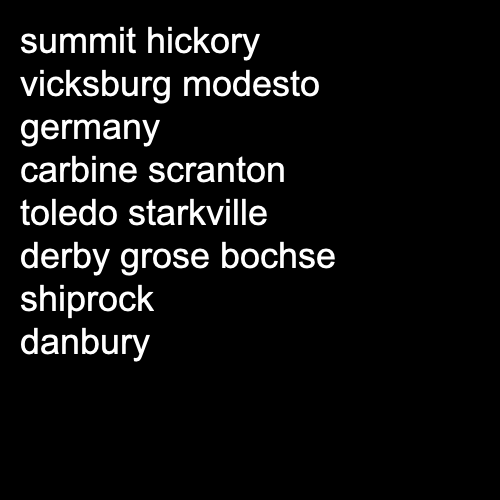 summit hickory
vicksburg modesto
germany
carbine scranton
toledo starkville
derby grose bochse
shiprock
danbury